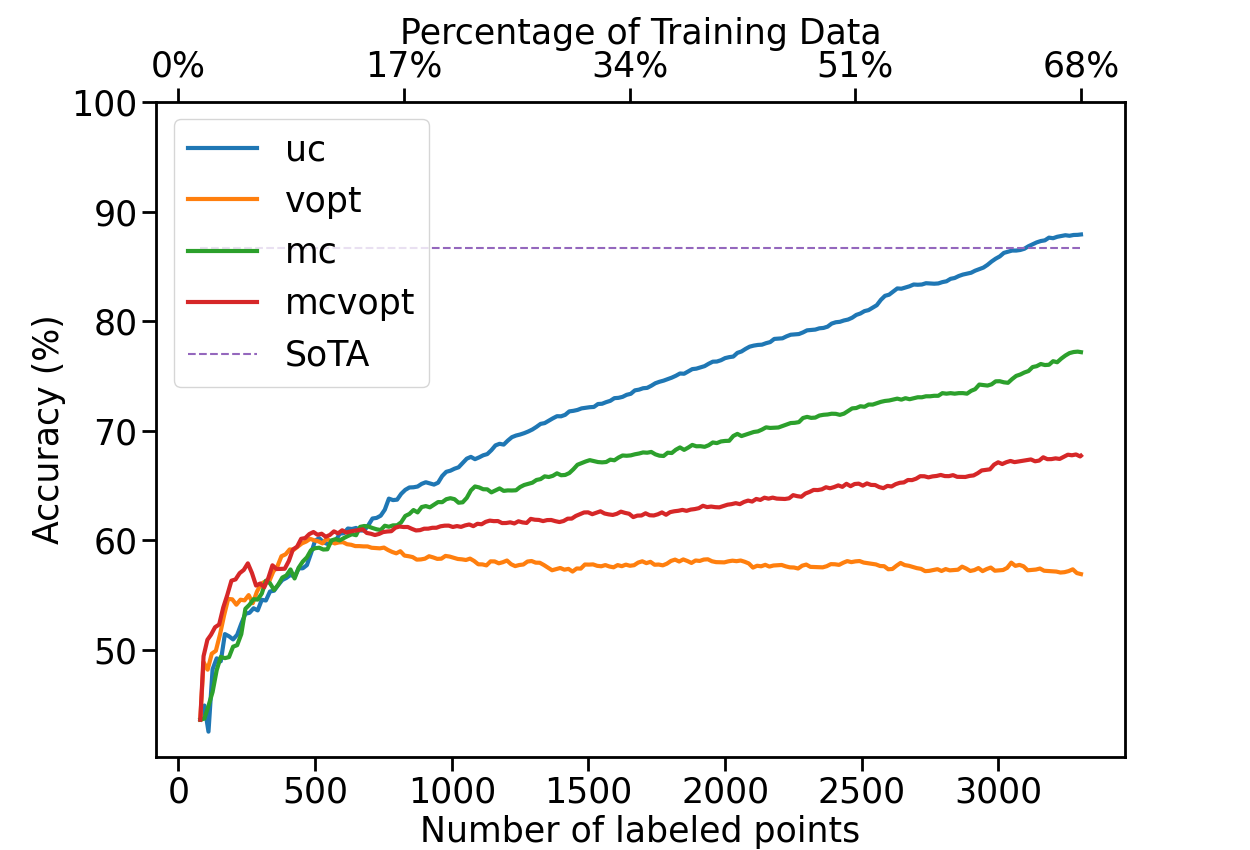 Percentage of Training Data
0% 17% 34% 51% 68%
100
90
80
70
60
50
Accuracy (%)
uc
vopt
mc
mcvopt
SoTA
0 500 1000 1500 2000 2500 3000
Number of labeled points